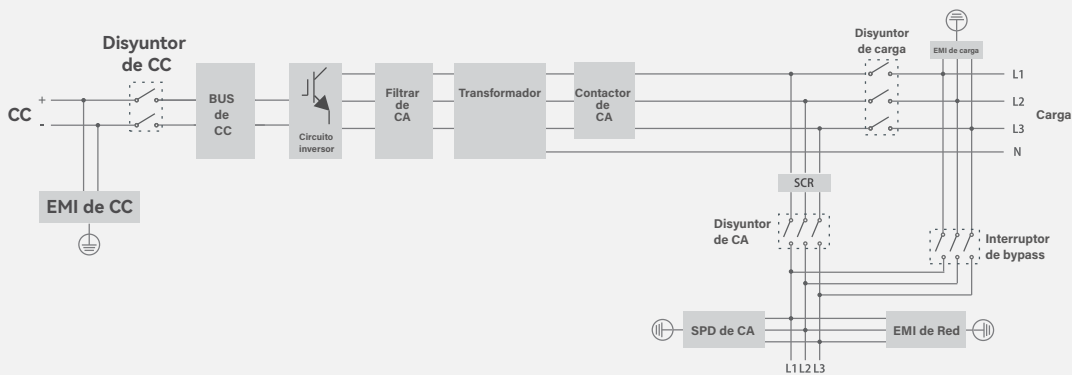 Disyuntor
de CC
CC
+
-
EMI de CC
BUS
de
CC
Circuito
inversor
Filtrar
de
CA
Transformador
Contactor
de
CA
Disyuntor
de carga
EMI de carga
L1
L2
L3
N
Carga
SCR
Disyuntor
de CA
Interruptor
de bypass
SPD de CA
EMI de Red
L1 L2 L3